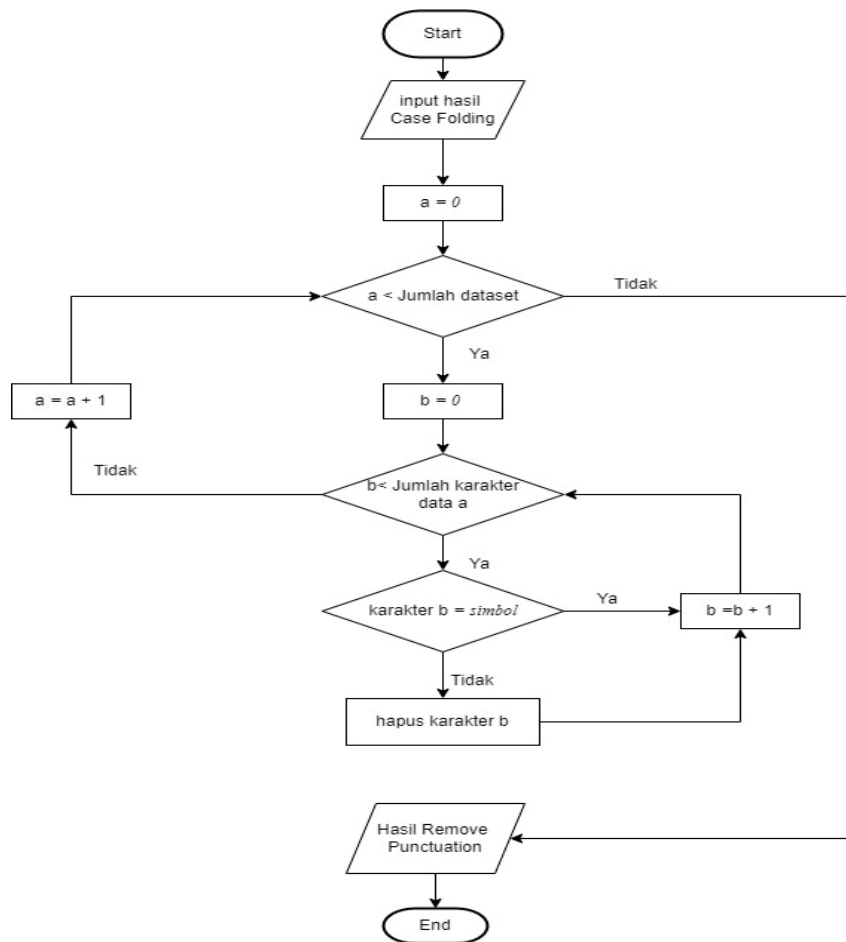 Start
input hasil
Case Folding
a = 0
a < Jumlah dataset
Tidak
Ya
a = a + 1
b = 0
Tidak
b< Jumlah karakter
data a
Ya
karakter b = simbol
Ya
b =b + 1
Tidak
hapus karakter b
Hasil Remove
Punctuation
End